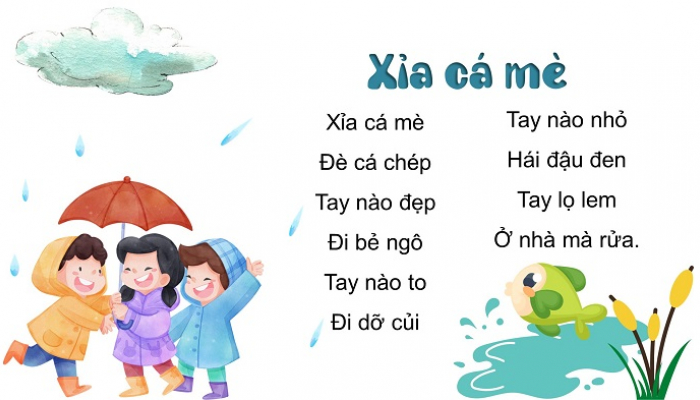 Xỉa cá mè
Xỉa cá mè
Đè cá chép
Tay nào đẹp
Đi bẻ ngô
Tay nào to
Đi dỡ củi
Tay nào nhỏ
Hái đậu đen
Tay lọ lem
Ở nhà mà rửa.